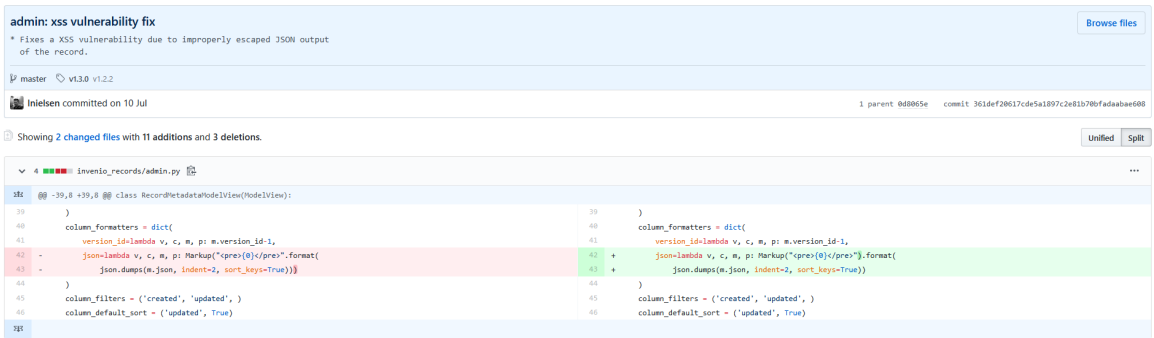 admin: xss vulnerability fix
Browse files
* Fixes a XSS vulnerability due to improperly escaped JSON output
of the record.
master v1.3.0 v1.2.2
lnielsen committed on 10 Jul
1 parent 0d8065e commit 361def20617cde5a1897c2e81b70bfadaabae608
Showing 2 changed files with 11 additions and 3 deletions.
Unified Split
4 invenio_records/admin.py
@@ -39,8 +39,8 @@ class RecordMetadataModelView(ModelView):
39 )
40 column_formatters = dict(
41 version_id=lambda v, c, m, p: m.version_id-1,
42 - json=lambda v, c, m, p: Markup("<pre>{0}</pre>".format(
43 - json.dumps(m.json, indent=2, sort_keys=True)))
44 )
45 column_filters = ('created', 'updated', )
46 column_default_sort = ('updated', True)
39 )
40 column_formatters = dict(
41 version_id=lambda v, c, m, p: m.version_id-1,
42 + json=lambda v, c, m, p: Markup("<pre>{0}</pre>").format(
43 + json.dumps(m.json, indent=2, sort_keys=True))
44 )
45 column_filters = ('created', 'updated', )
46 column_default_sort = ('updated', True)